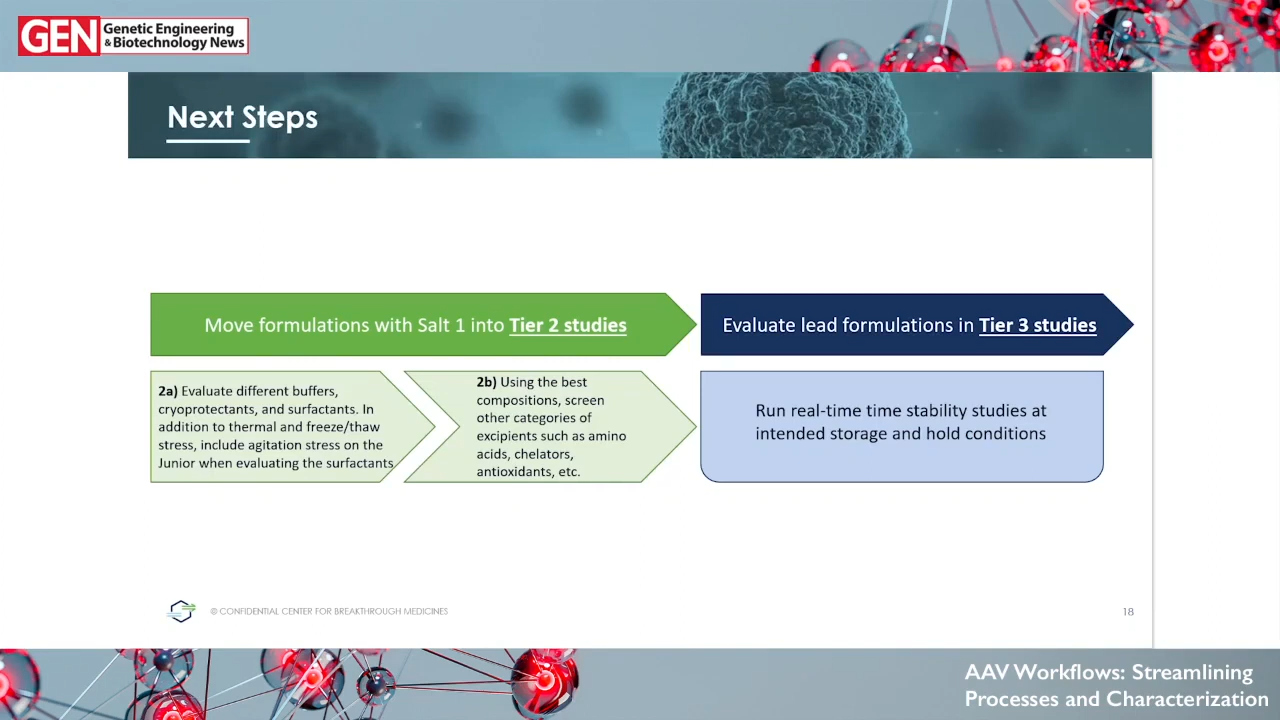 GEN Genetic Engineering
& Biotechnology News
Next Steps
Move formulations with Salt 1 into Tier 2 studies
Evaluate lead formulations in Tier 3 studies
2a) Evaluate different buffers,
cryoprotectants, and surfactants. In
addition to thermal and freeze/thaw
stress, include agitation stress on the
Junior when evaluating the surfactants
2b) Using the best
compositions, screen
other categories of
excipients such as amino
acids, chelators,
antioxidants, etc.
Run real-time time stability studies at
intended storage and hold conditions
© CONFIDENTIAL CENTER FOR BREAKTHROUGH MEDICINES
18
AAV Workflows: Streamlining
Processes and Characterization